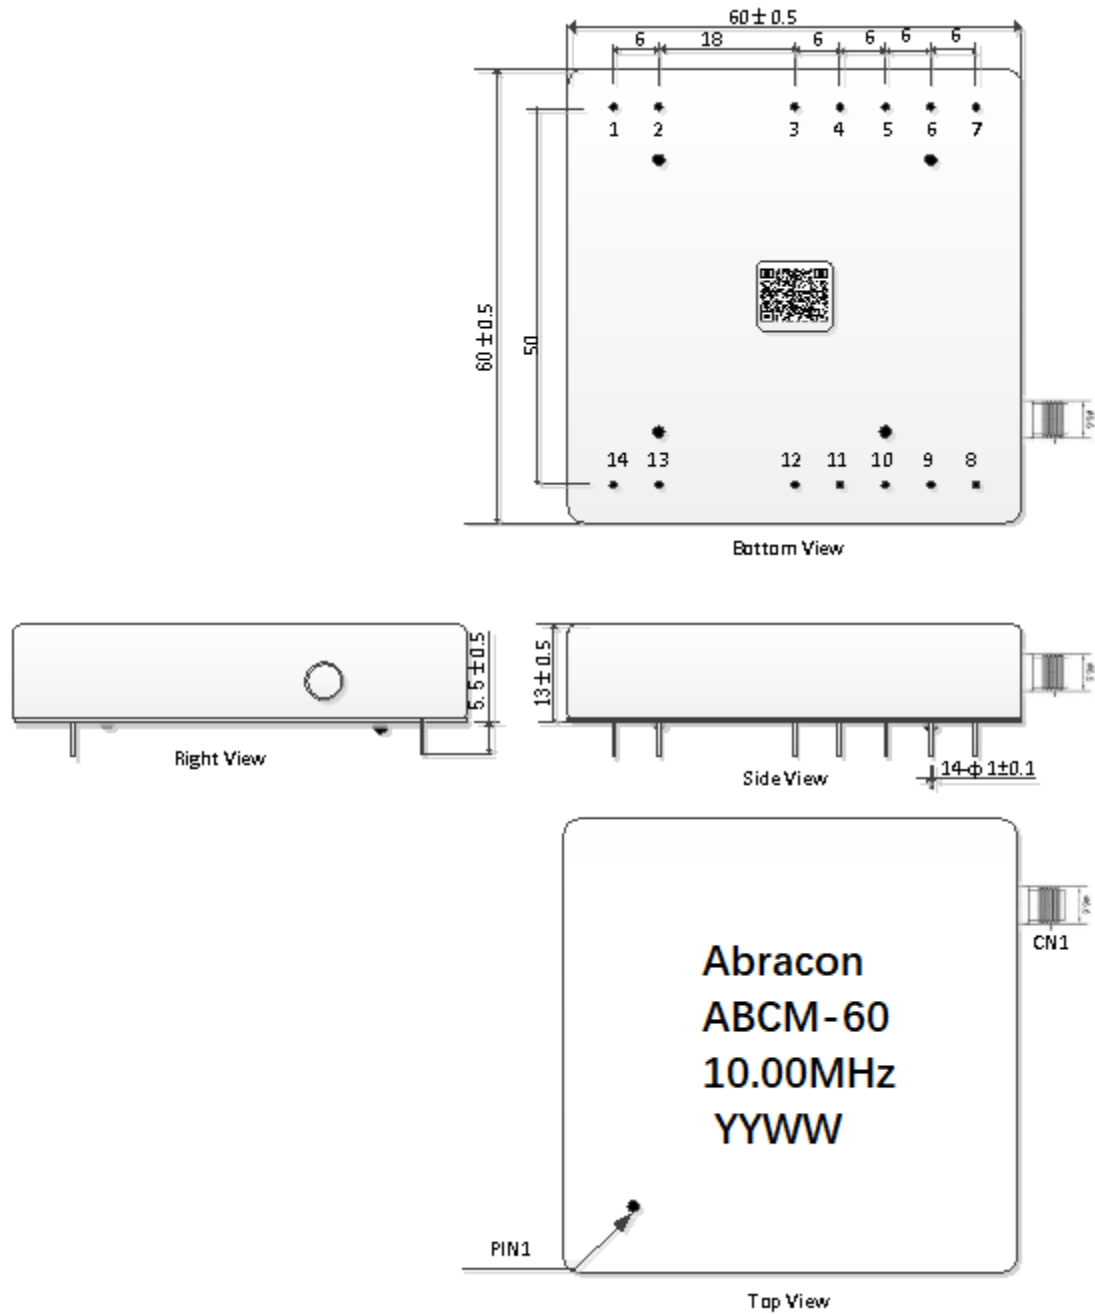 60±0.5
6 18 6 6 6 6
1 2 3 4 5 6 7
60±0.5
50
14 13 12 11 10 9 8
Bottom View
5.5±0.5
13±0.5
Right View
Side View
14-ϕ1±0.1
CN1
Abracon
ABCM-60
10.00MHz
YYWW
PIN1
Top View